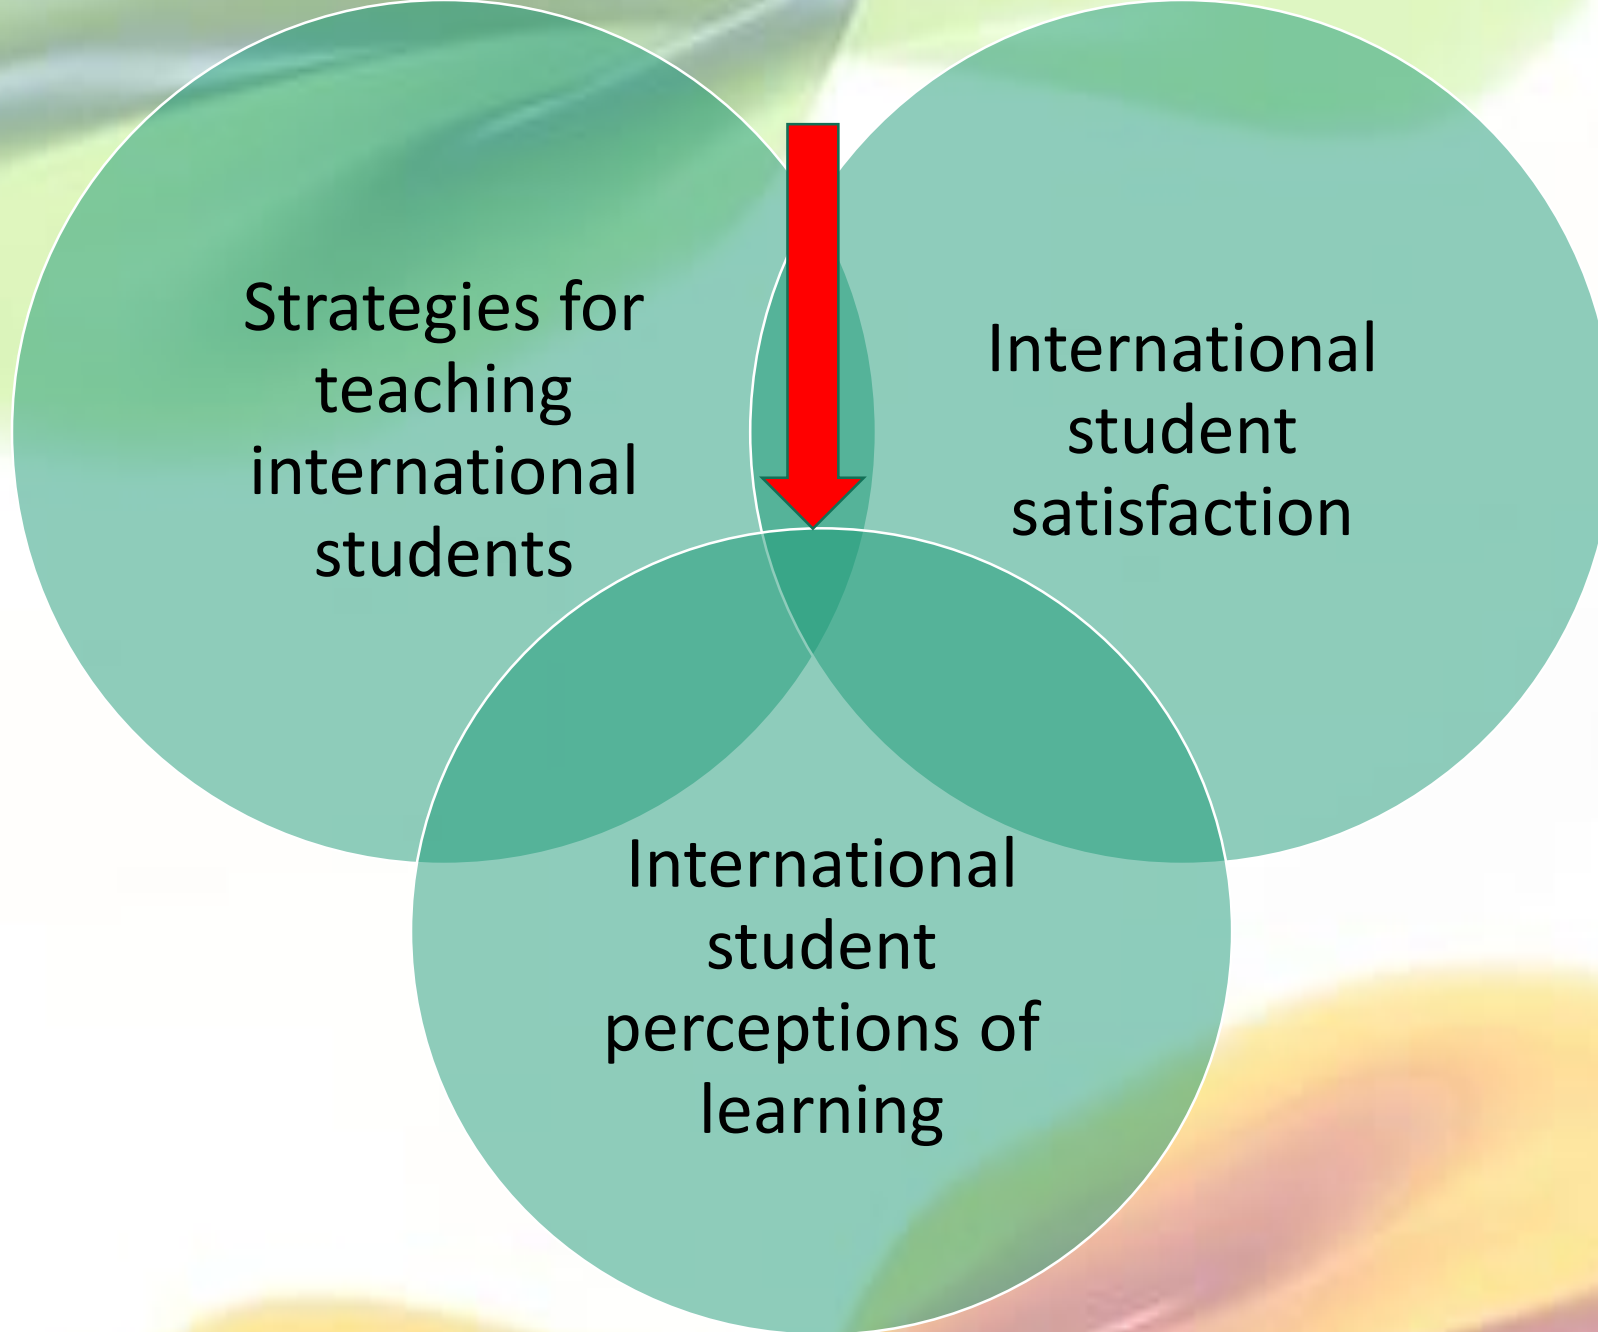 Strategies for
teaching
international
students
International
student
satisfaction
International
student
perceptions of
learning